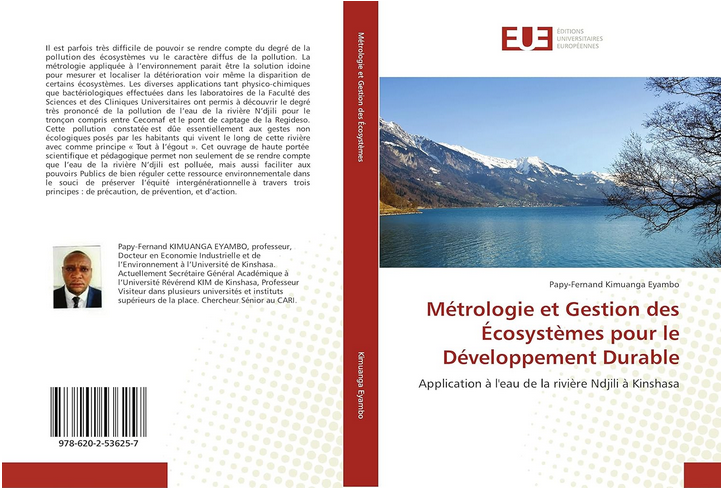 Il est parfois très difficile de pouvoir se rendre compte du degré de la
pollution des écosystèmes vu le caractère diffus de la pollution. La
métrologie appliquée à l’environnement parait être la solution idoine
pour mesurer et localiser la détérioration voir même la disparition de
certains écosystèmes. Les diverses applications tant physico-chimiques
que bactériologiques effectuées dans les laboratoires de la Faculté des
Sciences et des Cliniques Universitaires ont permis à découvrir le degré
très prononcé de la pollution de l’eau de la rivière N’djili pour le
tronçon compris entre Cecomaf et le pont de captage de la Regideso.
Cette pollution constatée est dûe essentiellement aux gestes non
écologiques posés par les habitants qui vivent le long de cette rivière
avec comme principe « Tout à l’égout ». Cet ouvrage de haute portée
scientifique et pédagogique permet non seulement de se rendre compte
que l’eau de la rivière N’djili est polluée, mais aussi faciliter aux
pouvoirs Publics de bien réguler cette ressource environnementale dans
le souci de préserver l’équité intergénérationnelle à travers trois
principes : de précaution, de prévention, et d’action.
Papy-Fernand KIMUANGA EYAMBO, professeur,
Docteur en Economie Industrielle et de
l’Environnement à l’Université de Kinshasa.
Actuellement Secrétaire Général Académique à
l’Université Révérend KIM de Kinshasa, Professeur
Visiteur dans plusieurs universités et instituts
supérieurs de la place. Chercheur Sénior au CARI.
978-620-2-53625-7
Métrologie et Gestion des Écosystèmes
Kimuanga Eyambo
EUE
ÉDITIONS
UNIVERSITAIRES
EUROPÉENNES
Papy-Fernand Kimuanga Eyambo
Métrologie et Gestion des
Écosystèmes pour le
Développement Durable
Application à l'eau de la rivière Ndjili à Kinshasa